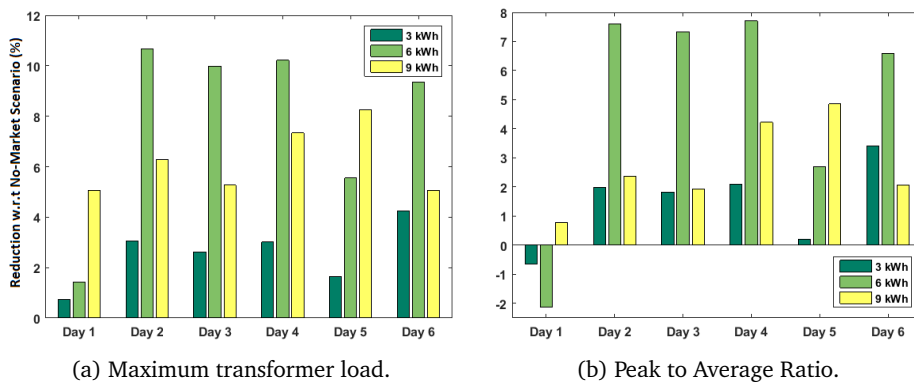 Reduction w.r.t No-Market Scenario (%)
12
10
8
6
4
2
0
3 kWh
6 kWh
9 kWh
Day 1 Day 2 Day 3 Day 4 Day 5 Day 6
(a) Maximum transformer load.
8
7
6
5
4
3
2
1
0
-1
-2
3 kWh
6 kWh
9 kWh
Day 1 Day 2 Day 3 Day 4 Day 5 Day 6
(b) Peak to Average Ratio.